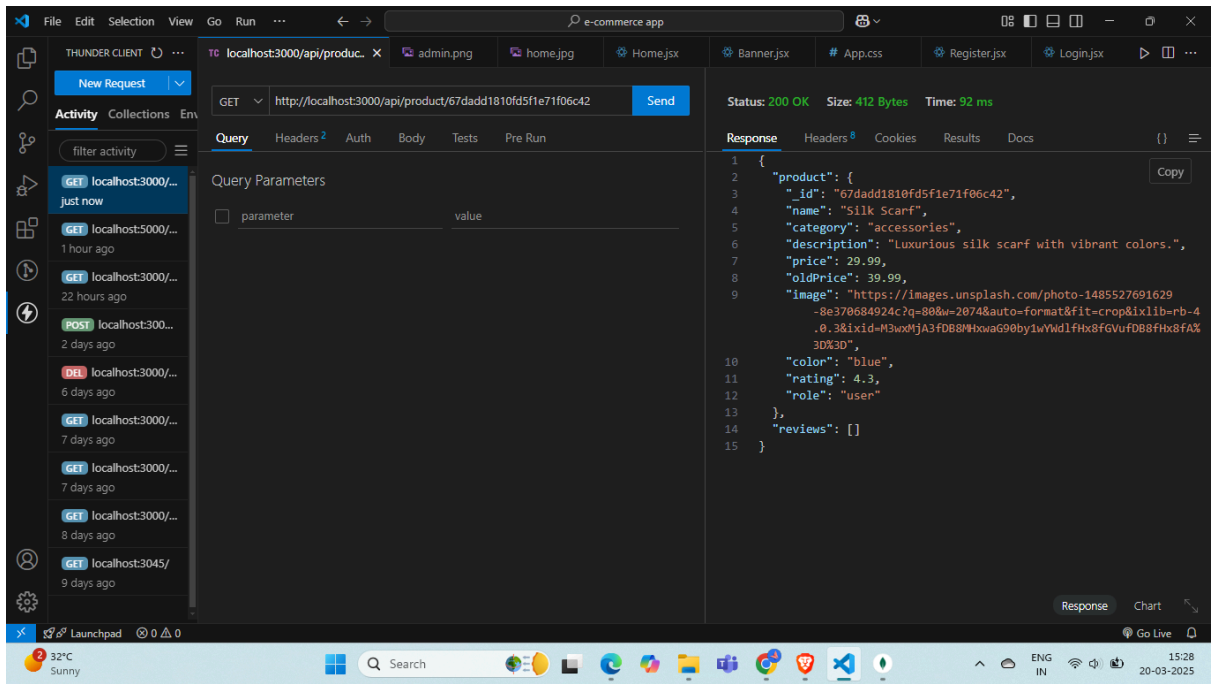 File Edit Selection View Go Run ··· e-commerce app
THUNDER CLIENT ···
New Request
Activity Collections Env
filter activity
GET localhost:3000/...
just now
GET localhost:5000/...
1 hour ago
GET localhost:3000/...
22 hours ago
POST localhost:300...
2 days ago
DEL localhost:3000/...
6 days ago
GET localhost:3000/...
7 days ago
GET localhost:3000/...
7 days ago
GET localhost:3000/...
8 days ago
GET localhost:3045/
9 days ago
TC localhost:3000/api/produc.. admin.png home.jpg Home.jsx Banner.jsx # App.css Register.jsx Login.jsx ···
GET http://localhost:3000/api/product/67dadd1810fd5f1e71f06c42 Send
Query Headers 2 Auth Body Tests Pre Run
Query Parameters
parameter value
Status: 200 OK Size: 412 Bytes Time: 92 ms
Response Headers 8 Cookies Results Docs {}
Copy
1 {
2 "product": {
3 "_id": "67dadd1810fd5f1e71f06c42",
4 "name": "Silk Scarf",
5 "category": "accessories",
6 "description": "Luxurious silk scarf with vibrant colors.",
7 "price": 29.99,
8 "oldPrice": 39.99,
9 "image": "https://images.unsplash.com/photo-1485527691629
-8e370684924c?q=80&w=2074&auto=format&fit=crop&ixlib=rb-4
.0.3&ixid=M3wxMjA3fDB8MHxwaG90by1wYWdlfHx8fGVufDB8fHx8fA%
3D%3D",
10 "color": "blue",
11 "rating": 4.3,
12 "role": "user"
13 },
14 "reviews": []
15 }
Response Chart
Launchpad 0 0 Go Live
2 32°C
Sunny
Search
ENG
IN
15:28
20-03-2025